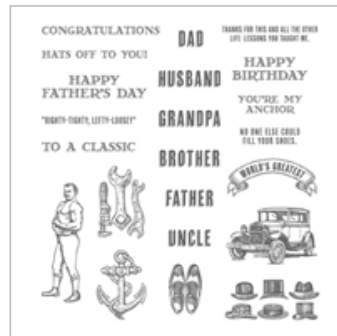 CONGRATULATIONS
HATS OFF TO YOU!
HAPPY
FATHER'S DAY
"RIGHTY-TIGHTY, LEFTY-LOOSEY"
TO A CLASSIC
DAD
HUSBAND
GRANDPA
BROTHER
FATHER
UNCLE
THANKS FOR THIS AND ALL THE OTHER
LIFE LESSONS YOU TAUGHT ME.
HAPPY
BIRTHDAY
YOU'RE MY
ANCHOR
NO ONE ELSE COULD
FILL YOUR SHOES.
WORLD'S GREATEST